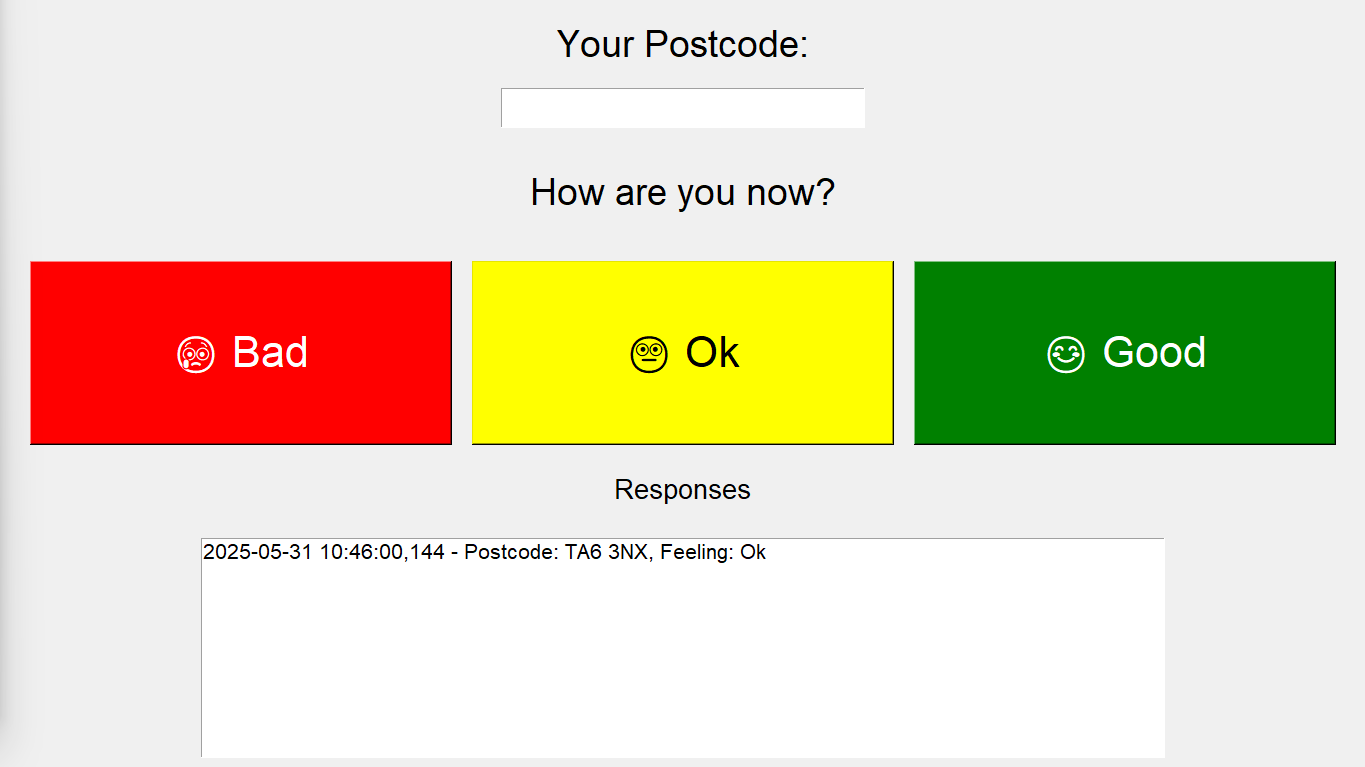 Your Postcode:
How are you now?
😥 Bad
😐 Ok
😊 Good
Responses
2025-05-31 10:46:00,144 - Postcode: TA6 3NX, Feeling: Ok